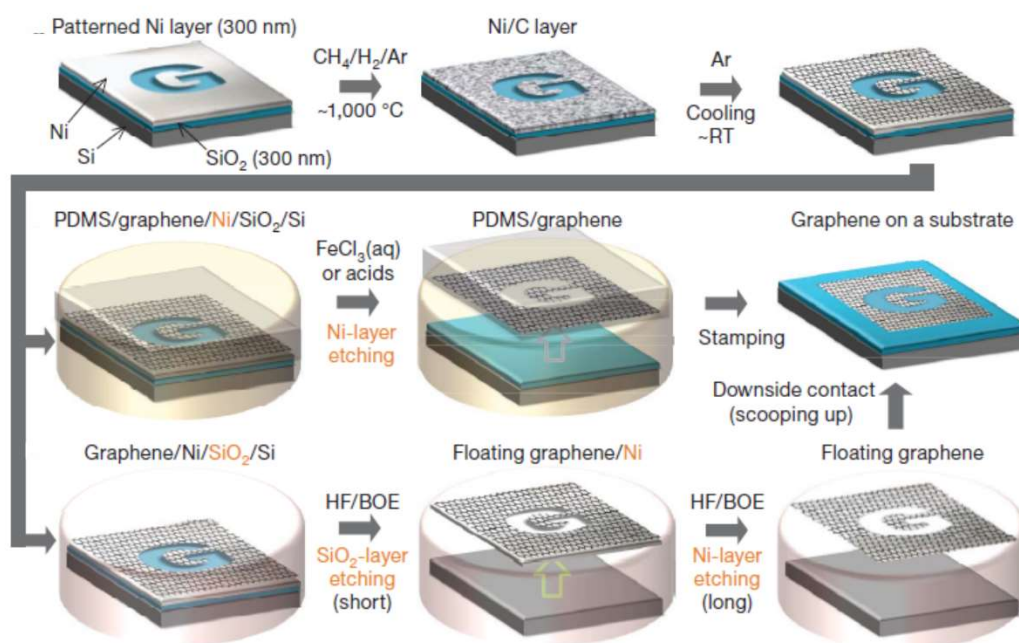 Patterned Ni layer (300 nm)
CH₄/H₂/Ar
~1,000 °C
Ni/C layer
Ar
Cooling
~RT
Ni
Si
SiO₂ (300 nm)
G
G
G
PDMS/graphene/Ni/SiO₂/Si
FeCl₃(aq)
or acids
Ni-layer
etching
PDMS/graphene
Stamping
Graphene on a substrate
G
G
G
Downside contact
(scooping up)
Graphene/Ni/SiO₂/Si
HF/BOE
SiO₂-layer
etching
(short)
Floating graphene/Ni
HF/BOE
Ni-layer
etching
(long)
Floating graphene
G
G
G